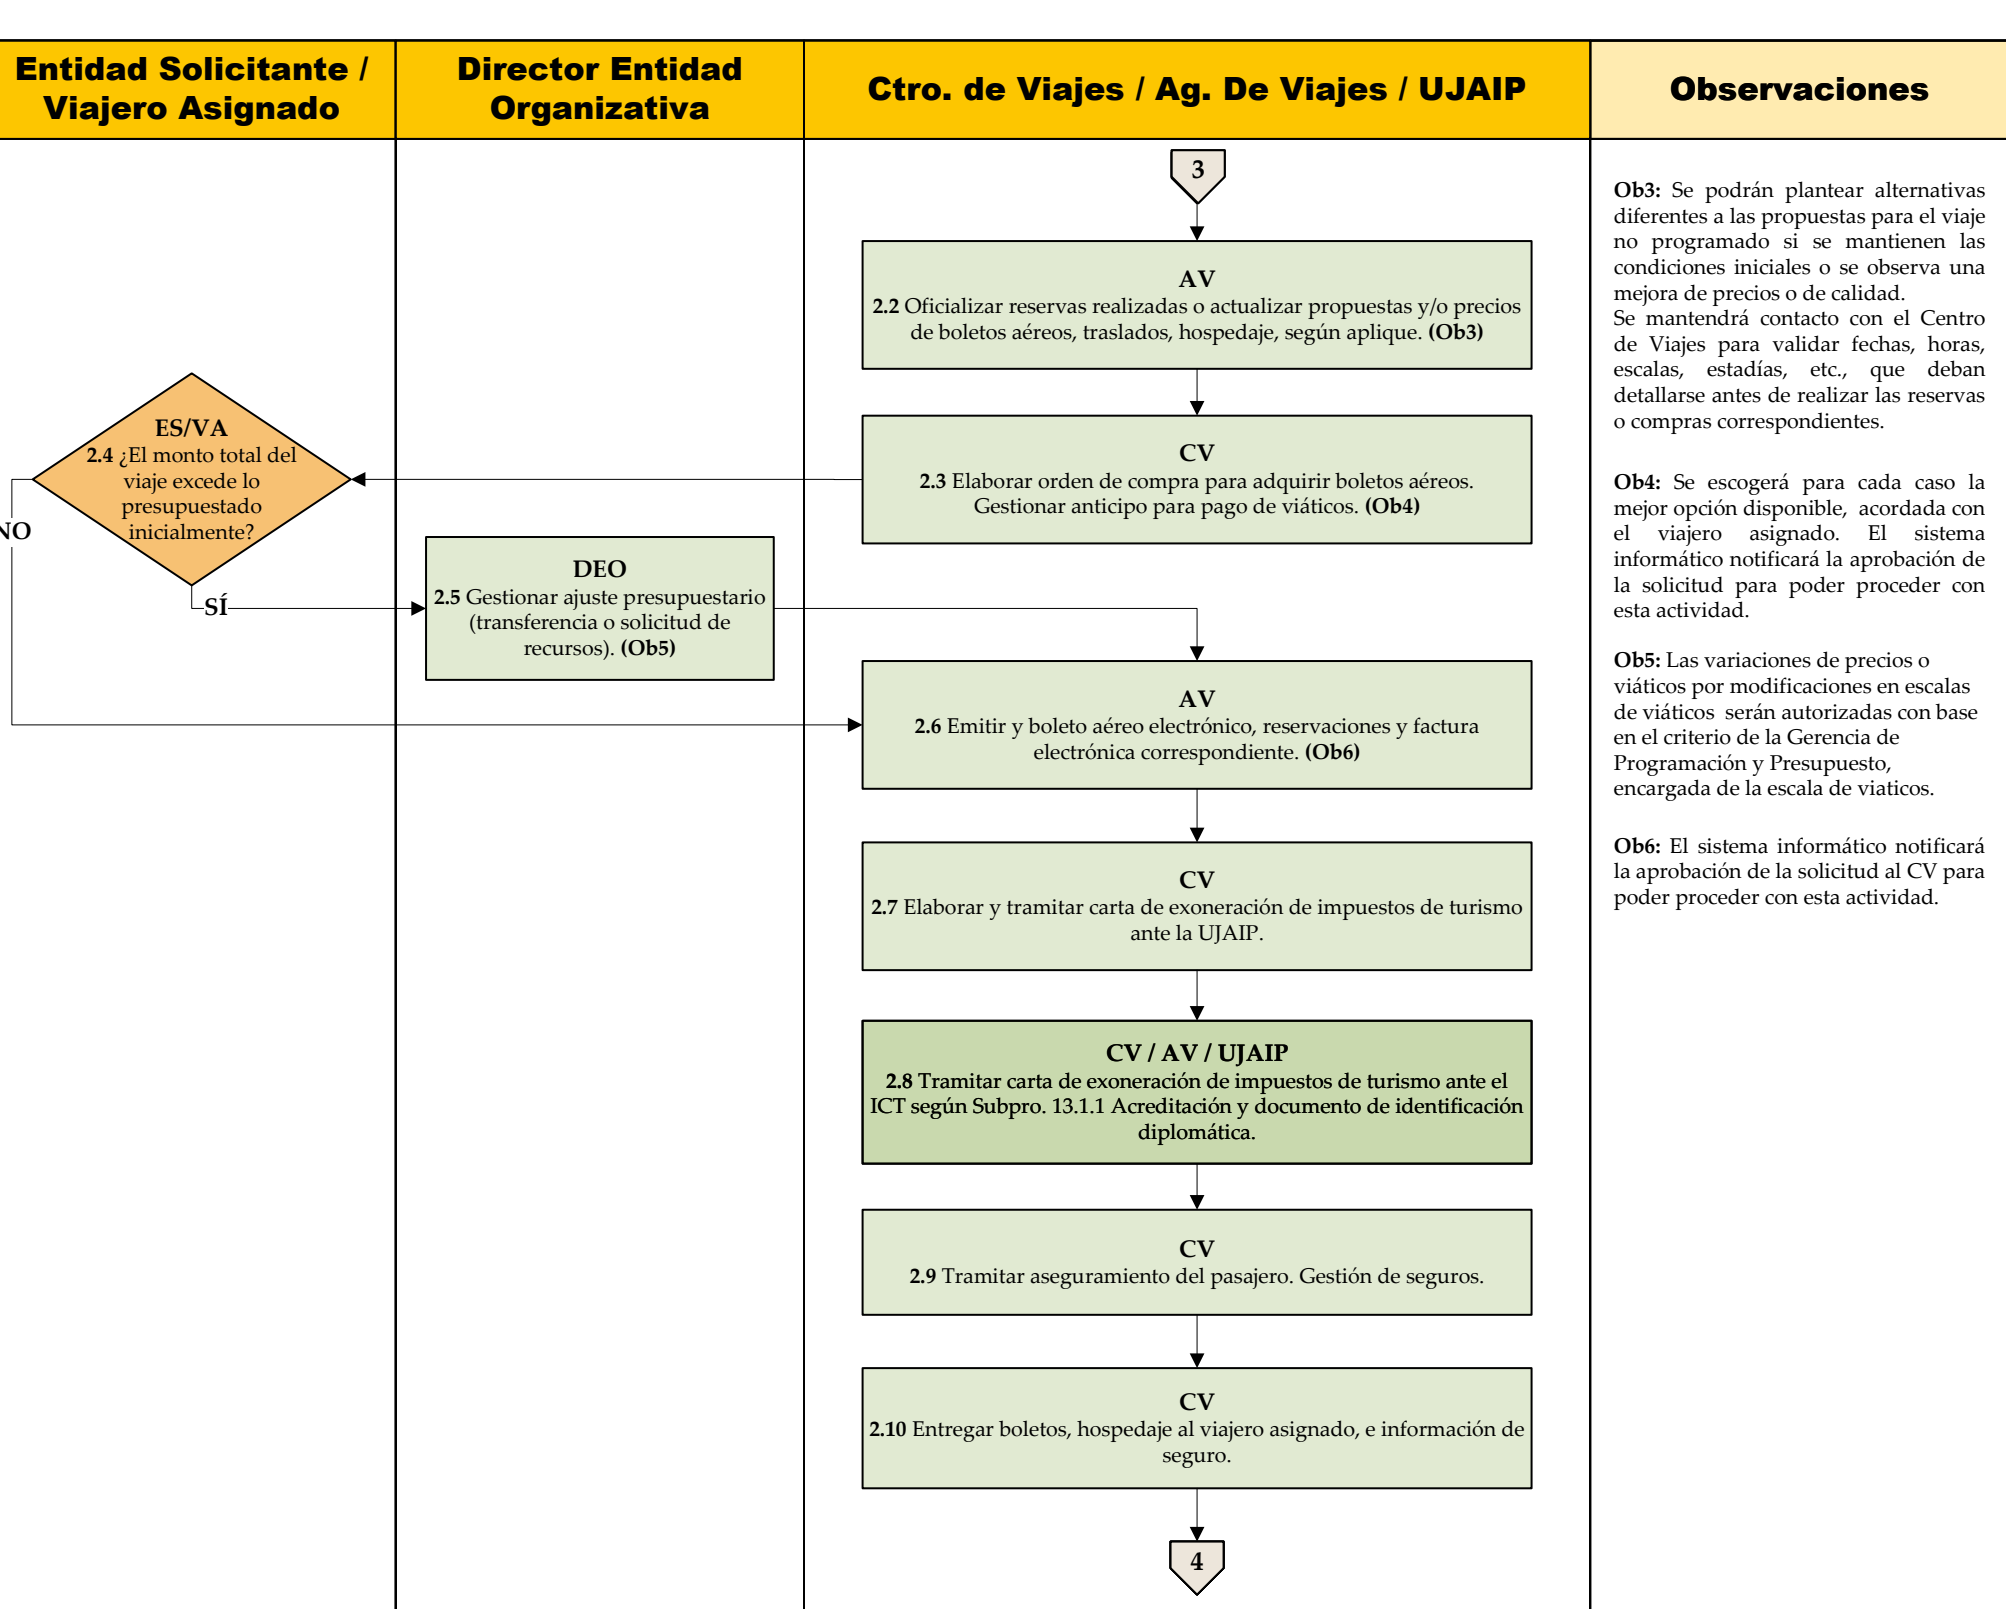 Entidad Solicitante /
Viajero Asignado
Director Entidad
Organizativa
Ctro. de Viajes / Ag. De Viajes / UJAIP
Observaciones
3
AV
2.2 Oficializar reservas realizadas o actualizar propuestas y/o precios
de boletos aéreos, traslados, hospedaje, según aplique. (Ob3)
CV
2.3 Elaborar orden de compra para adquirir boletos aéreos.
Gestionar anticipo para pago de viáticos. (Ob4)
ES/VA
2.4 ¿El monto total del
viaje excede lo
presupuestado
inicialmente?
NO
SÍ
DEO
2.5 Gestionar ajuste presupuestario
(transferencia o solicitud de
recursos). (Ob5)
AV
2.6 Emitir y boleto aéreo electrónico, reservaciones y factura
electrónica correspondiente. (Ob6)
CV
2.7 Elaborar y tramitar carta de exoneración de impuestos de turismo
ante la UJAIP.
CV / AV / UJAIP
2.8 Tramitar carta de exoneración de impuestos de turismo ante el
ICT según Subpro. 13.1.1 Acreditación y documento de identificación
diplomática.
CV
2.9 Tramitar aseguramiento del pasajero. Gestión de seguros.
CV
2.10 Entregar boletos, hospedaje al viajero asignado, e información de
seguro.
4
Ob3: Se podrán plantear alternativas
diferentes a las propuestas para el viaje
no programado si se mantienen las
condiciones iniciales o se observa una
mejora de precios o de calidad.
Se mantendrá contacto con el Centro
de Viajes para validar fechas, horas,
escalas, estadías, etc., que deban
detallarse antes de realizar las reservas
o compras correspondientes.
Ob4: Se escogerá para cada caso la
mejor opción disponible, acordada con
el viajero asignado. El sistema
informático notificará la aprobación de
la solicitud para poder proceder con
esta actividad.
Ob5: Las variaciones de precios o
viáticos por modificaciones en escalas
de viáticos serán autorizadas con base
en el criterio de la Gerencia de
Programación y Presupuesto,
encargada de la escala de viaticos.
Ob6: El sistema informático notificará
la aprobación de la solicitud al CV para
poder proceder con esta actividad.